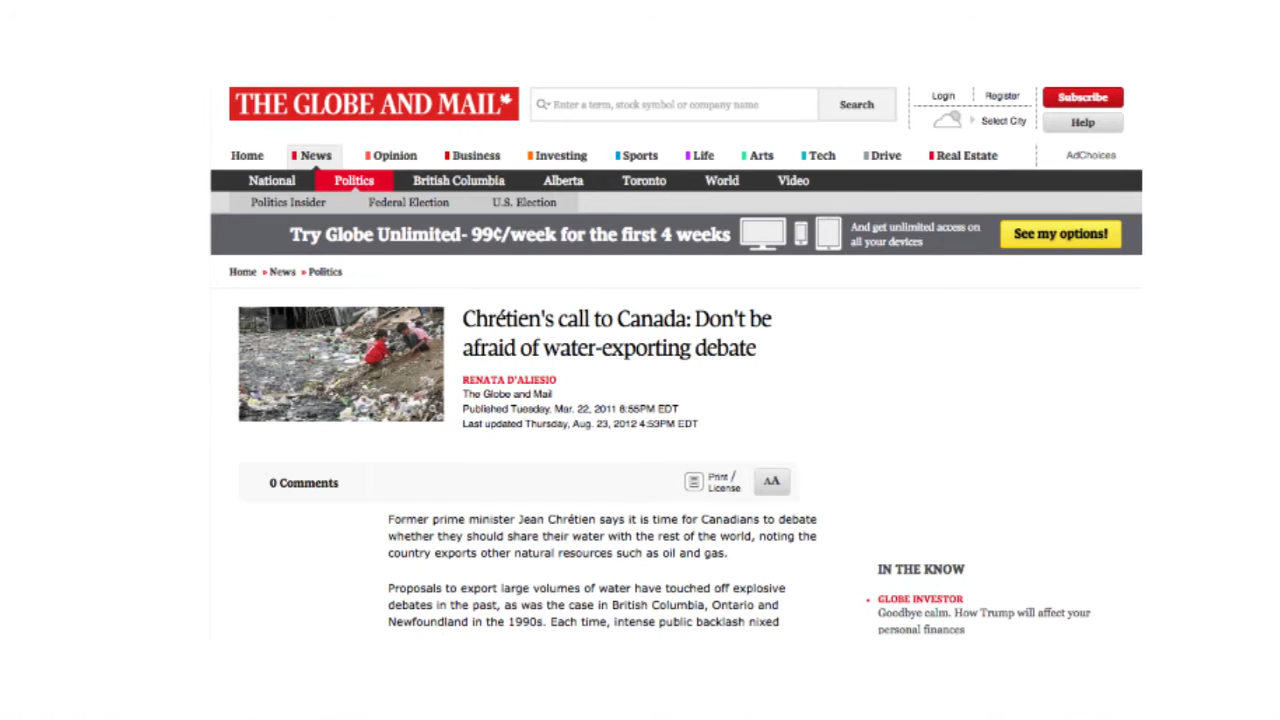 THE GLOBE AND MAIL
Enter a term, stock symbol or company name
Search
Login
Register
Select City
Subscribe
Help
Home
News
Opinion
Business
Investing
Sports
Life
Arts
Tech
Drive
Real Estate
AdChoices
National
Politics
British Columbia
Alberta
Toronto
World
Video
Politics Insider
Federal Election
U.S. Election
Try Globe Unlimited- 99¢/week for the first 4 weeks
And get unlimited access on
all your devices
See my options!
Home » News » Politics
Chrétien's call to Canada: Don't be
afraid of water-exporting debate
RENATA D'ALIESIO
The Globe and Mail
Published Tuesday, Mar. 22, 2011 8:55PM EDT
Last updated Thursday, Aug. 23, 2012 4:53PM EDT
0 Comments
Print /
License
AA
Former prime minister Jean Chrétien says it is time for Canadians to debate
whether they should share their water with the rest of the world, noting the
country exports other natural resources such as oil and gas.
Proposals to export large volumes of water have touched off explosive
debates in the past, as was the case in British Columbia, Ontario and
Newfoundland in the 1990s. Each time, intense public backlash nixed
IN THE KNOW
• GLOBE INVESTOR
Goodbye calm. How Trump will affect your
personal finances